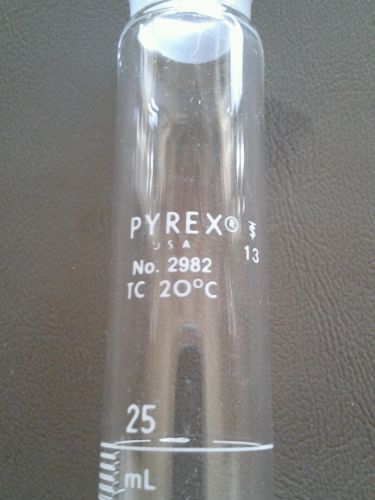 PYREX®
USA
13
No. 2982
TC 20°C
25
mL